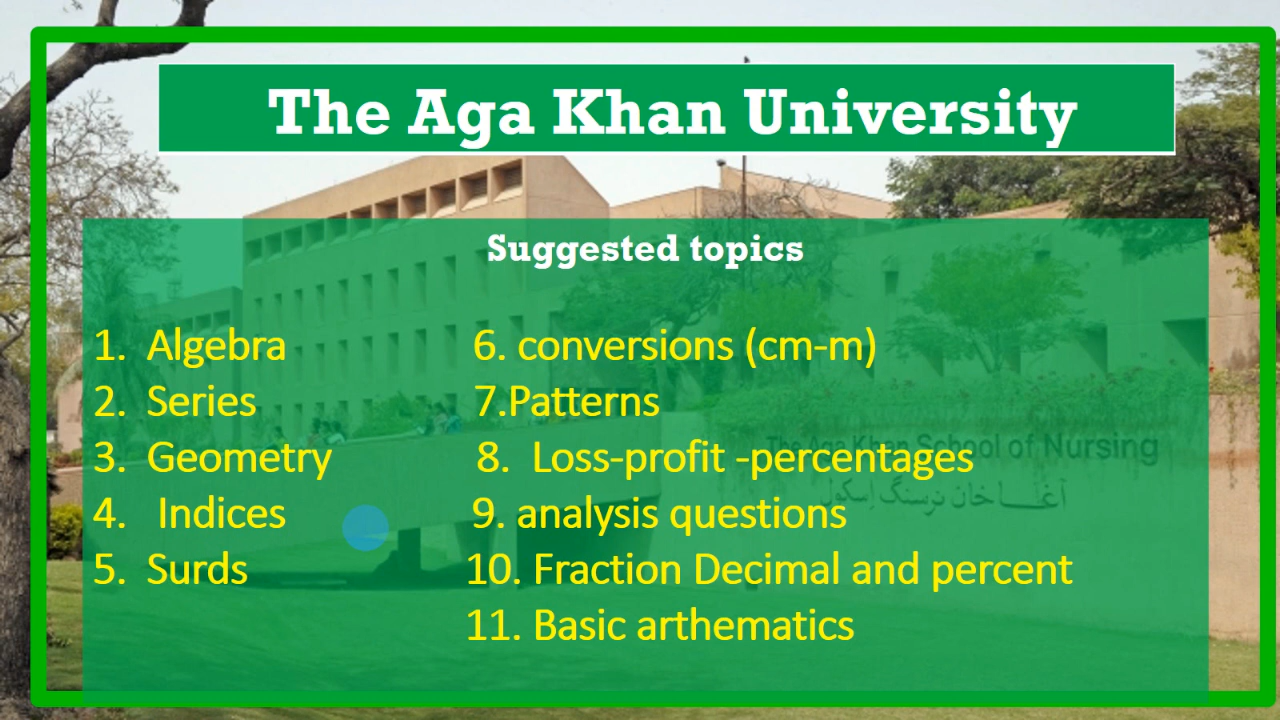 The Aga Khan University
Suggested topics
1. Algebra
2. Series
3. Geometry
4. Indices
5. Surds
6. conversions (cm-m)
7.Patterns
8. Loss-profit -percentages
9. analysis questions
10. Fraction Decimal and percent
11. Basic arthematics
The Aga Khan School of Nursing
آغا خان نرسنگ اسکول